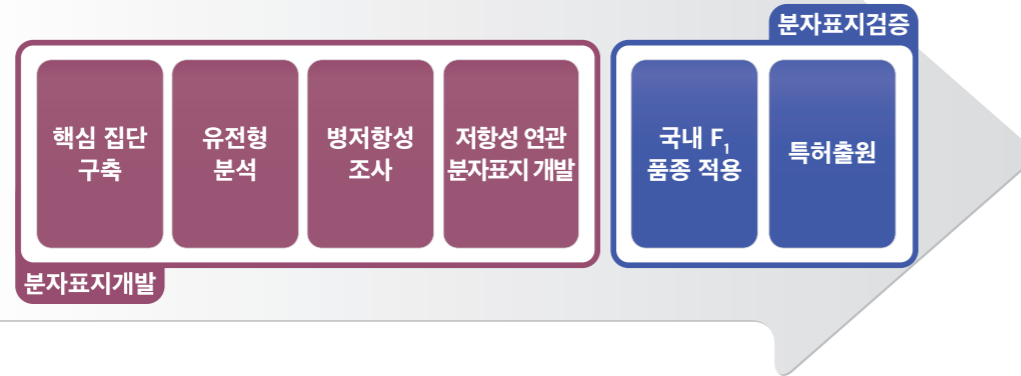 분자표지검증
핵심 집단
구축
유전형
분석
병저항성
조사
저항성 연관
분자표지 개발
국내 F₁
품종 적용
특허출원
분자표지개발